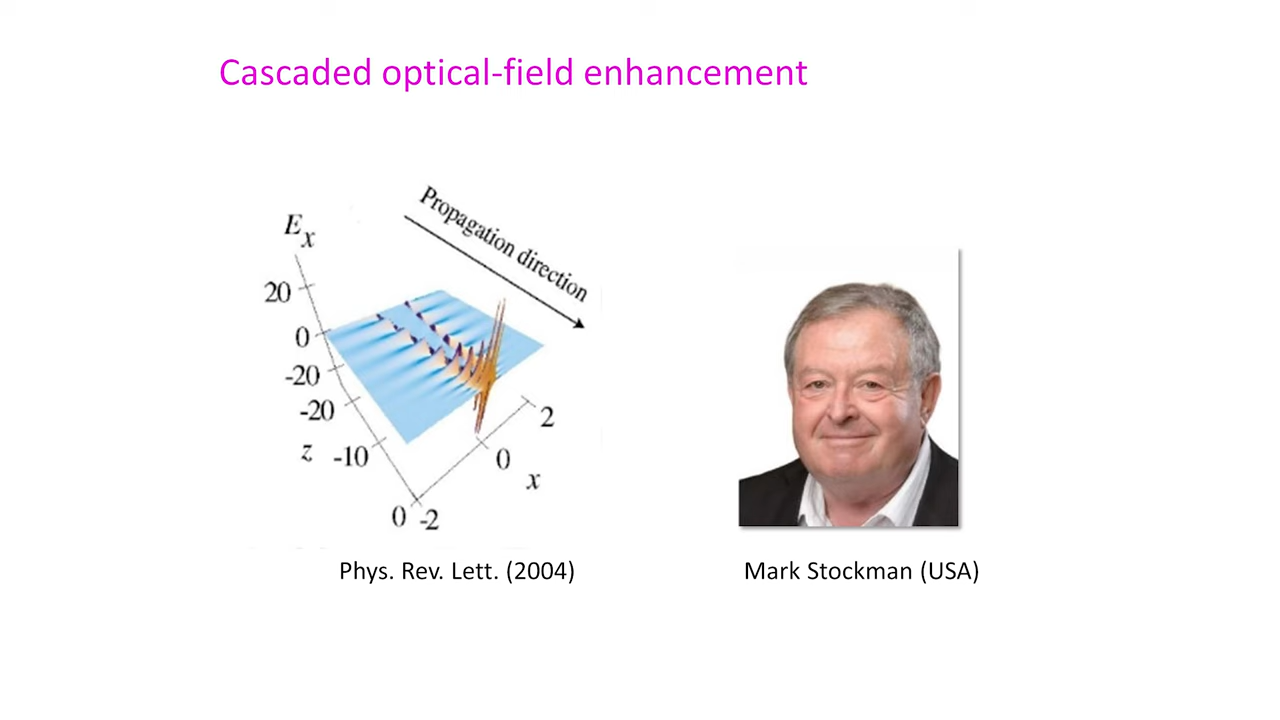 Cascaded optical-field enhancement
Propagation direction
Ex
20
0
-20
-20
z -10
0 -2
0
x
2
Phys. Rev. Lett. (2004)
Mark Stockman (USA)